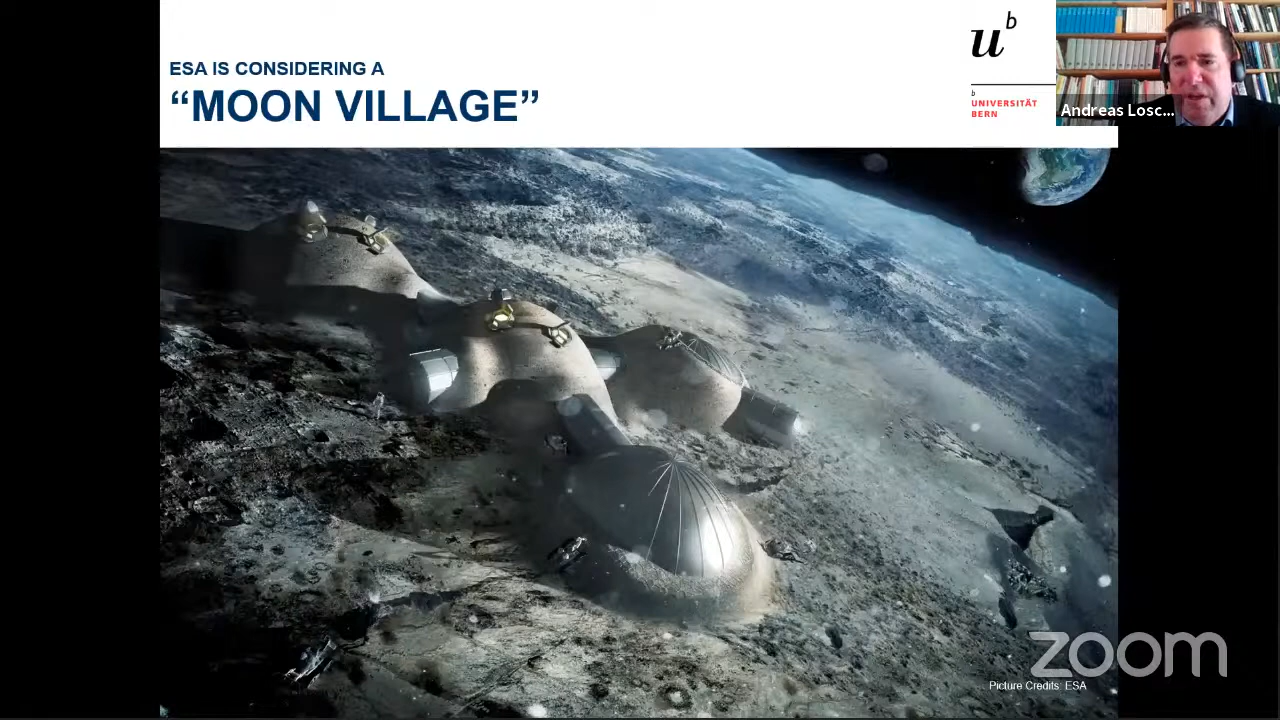 ESA IS CONSIDERING A
“MOON VILLAGE”
u
b
b
UNIVERSITÄT
BERN
Andreas Losc...
zoom
Picture Credits: ESA